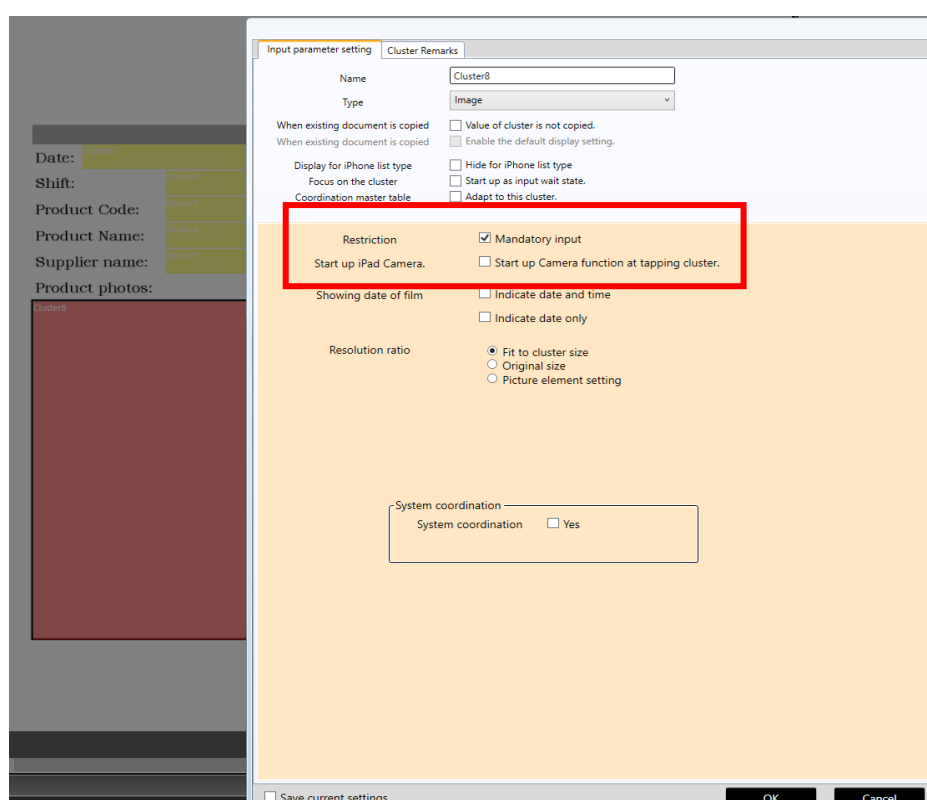 Input parameter setting Cluster Remarks
Name Cluster8
Type Image
When existing document is copied Value of cluster is not copied.
When existing document is copied Enable the default display setting.
Display for iPhone list type Hide for iPhone list type
Focus on the cluster Start up as input wait state.
Coordination master table Adapt to this cluster.
Restriction Mandatory input
Start up iPad Camera. Start up Camera function at tapping cluster.
Showing date of film Indicate date and time
Indicate date only
Resolution ratio Fit to cluster size
Original size
Picture element setting
System coordination
System coordination Yes
Save current settings OK Cancel
Date:
Shift:
Product Code:
Product Name:
Supplier name:
Product photos:
Cluster8